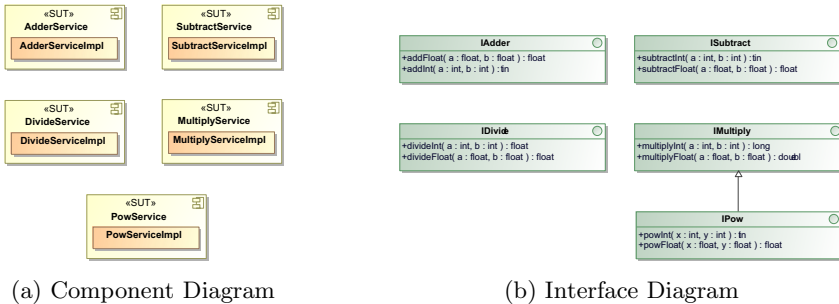 «SUT»
AdderService
AdderServiceImpl
«SUT»
SubtractService
SubtractServiceImpl
«SUT»
DivideService
DivideServiceImpl
«SUT»
MultiplyService
MultiplyServiceImpl
«SUT»
PowService
PowServiceImpl
(a) Component Diagram
IAdder
+addFloat( a : float, b : float ) : float
+addInt( a : int, b : int ) : tin
ISubtract
+subtractInt( a : int, b : int ) : tin
+subtractFloat( a : float, b : float ) : float
IDivide
+divideInt( a : int, b : int ) : float
+divideFloat( a : float, b : float ) : float
IMultiply
+multiplyInt( a : int, b : int ) : long
+multiplyFloat( a : float, b : float ) : doubl
IPow
+powInt( x : int, y : int ) : tin
+powFloat( x : float, y : float ) : float
(b) Interface Diagram